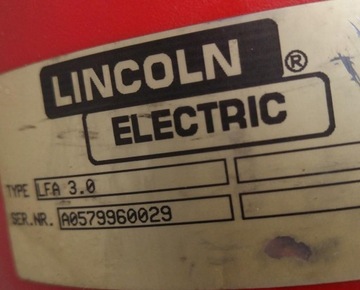 LINCOLN ®
ELECTRIC
TYPE LFA 3.0
SER.NR. A0579960029